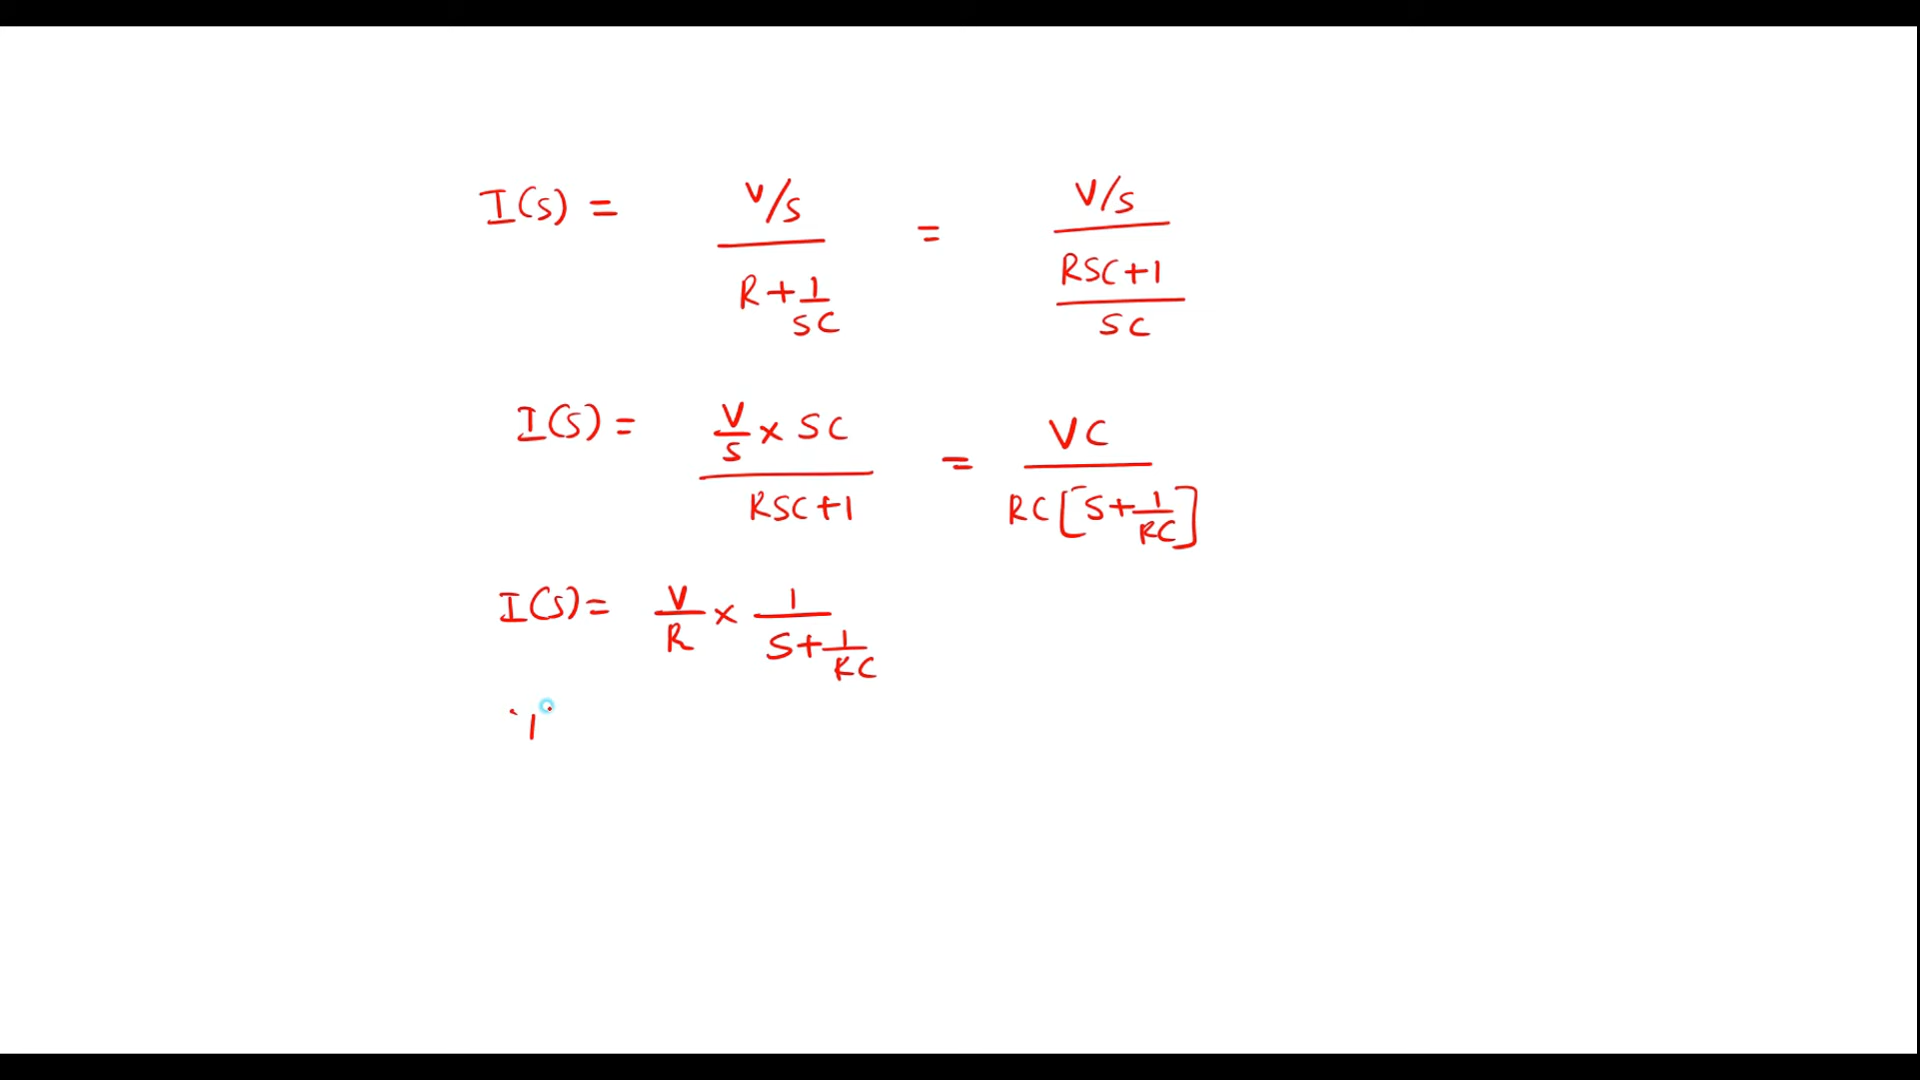 I(S) = V/S / R + 1/SC = V/S / RSC+1 / SC
I(S) = V/S × SC / RSC+1 = VC / RC[S+1/RC]
I(S) = V/R × 1 / S+1/RC